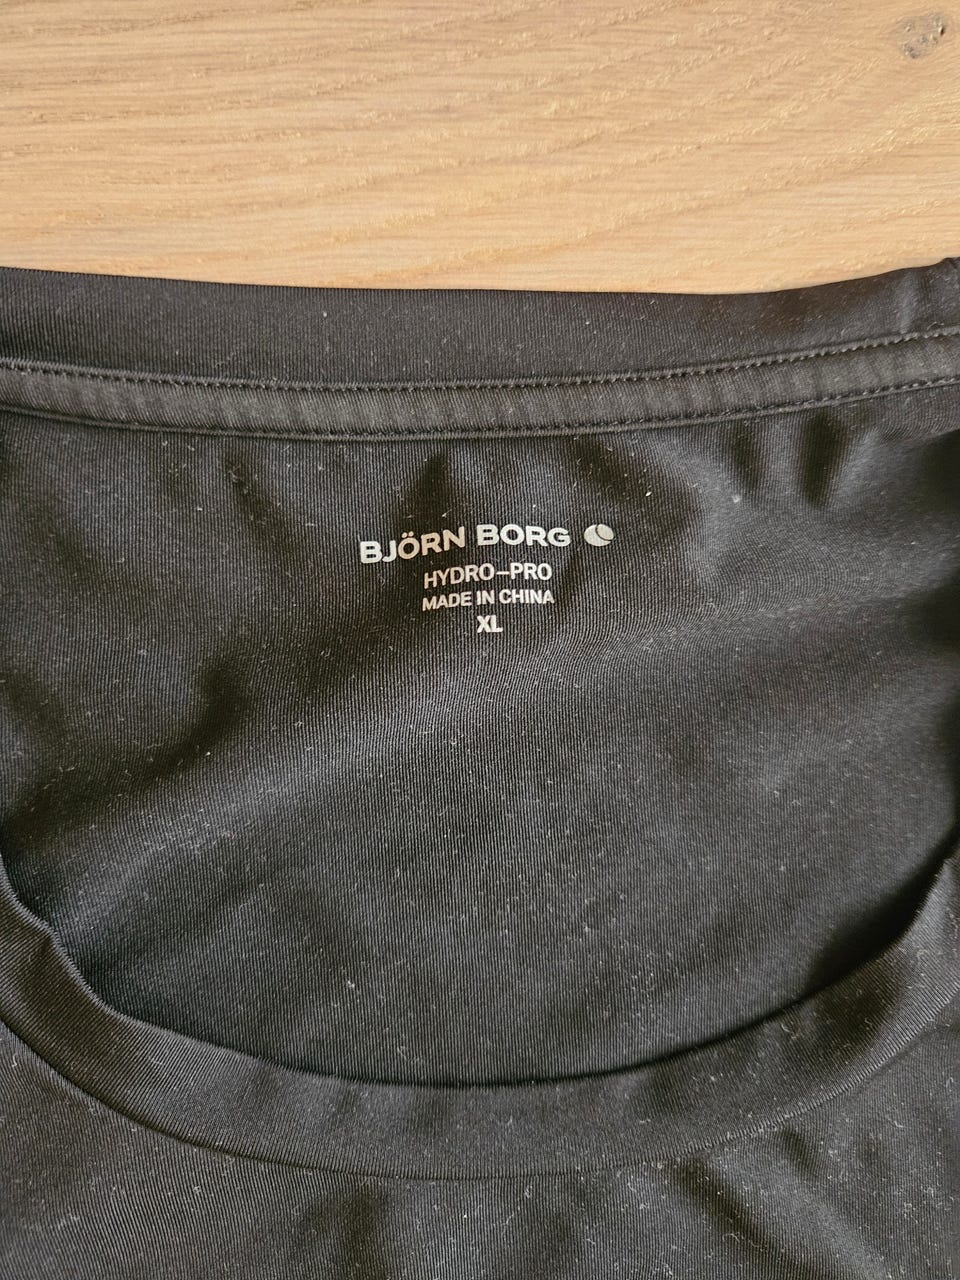 BJÖRN BORG
HYDRO-PRO
MADE IN CHINA
XL